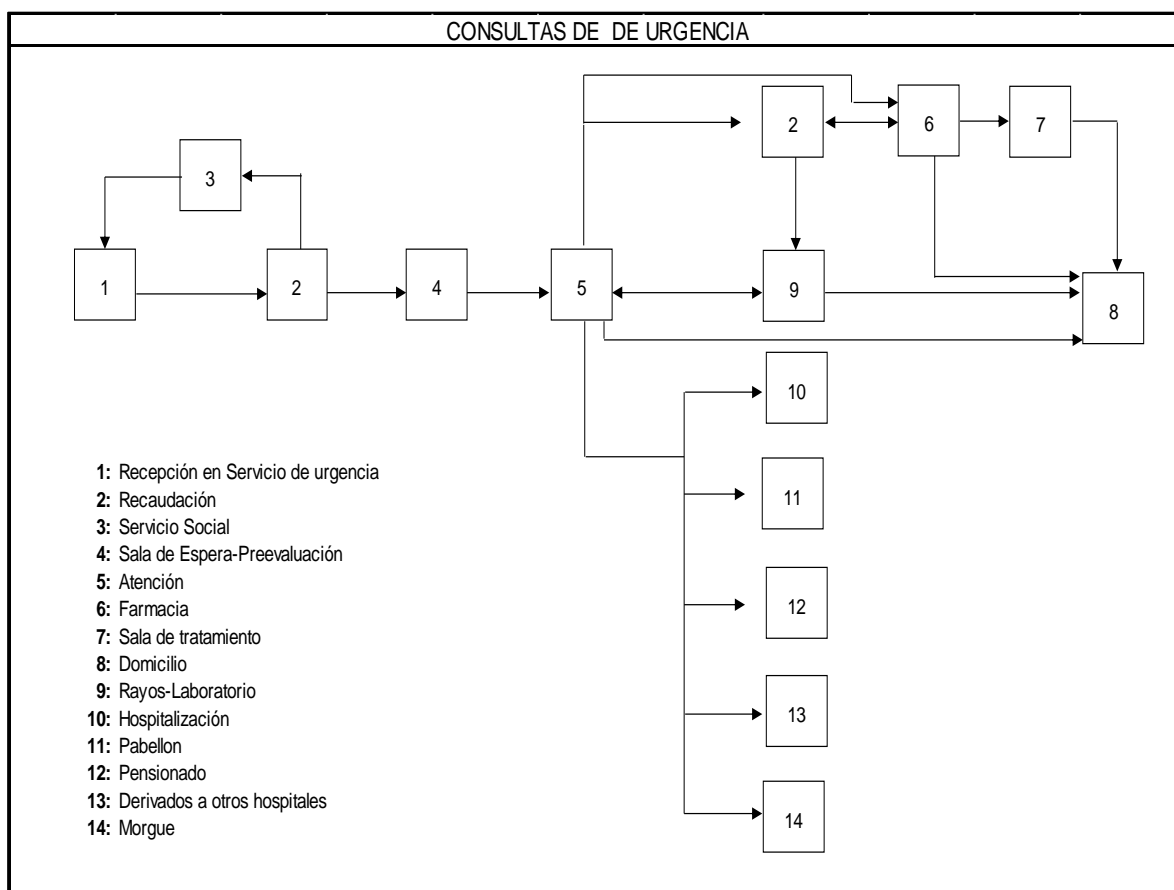 CONSULTAS DE DE URGENCIA
2
6
7
3
1
2
4
5
9
8
10
11
12
13
14
1: Recepción en Servicio de urgencia
2: Recaudación
3: Servicio Social
4: Sala de Espera-Preevaluación
5: Atención
6: Farmacia
7: Sala de tratamiento
8: Domicilio
9: Rayos-Laboratorio
10: Hospitalización
11: Pabellon
12: Pensionado
13: Derivados a otros hospitales
14: Morgue